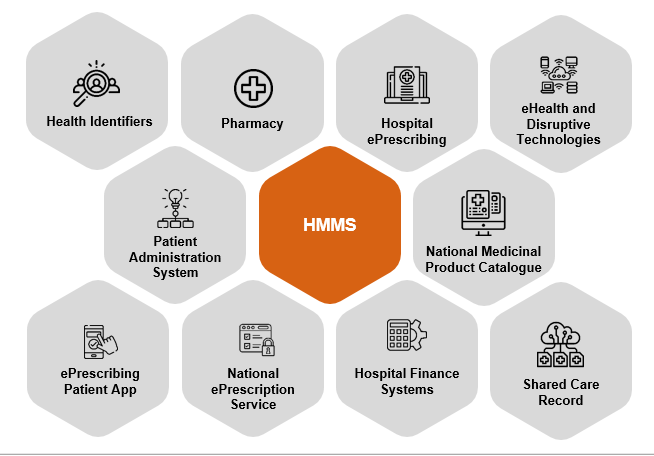 Health Identifiers
Pharmacy
Hospital
ePrescribing
eHealth and
Disruptive
Technologies
Patient
Administration
System
HMMS
National Medicinal
Product Catalogue
ePrescribing
Patient App
National
ePrescription
Service
Hospital Finance
Systems
Shared Care
Record